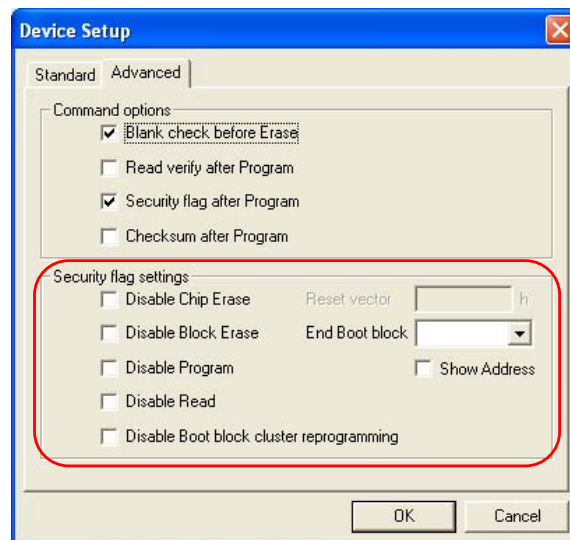 Device Setup
Standard Advanced
Command options
Blank check before Erase
Read verify after Program
Security flag after Program
Checksum after Program
Security flag settings
Disable Chip Erase Reset vector h
Disable Block Erase End Boot block
Disable Program Show Address
Disable Read
Disable Boot block cluster reprogramming
OK Cancel